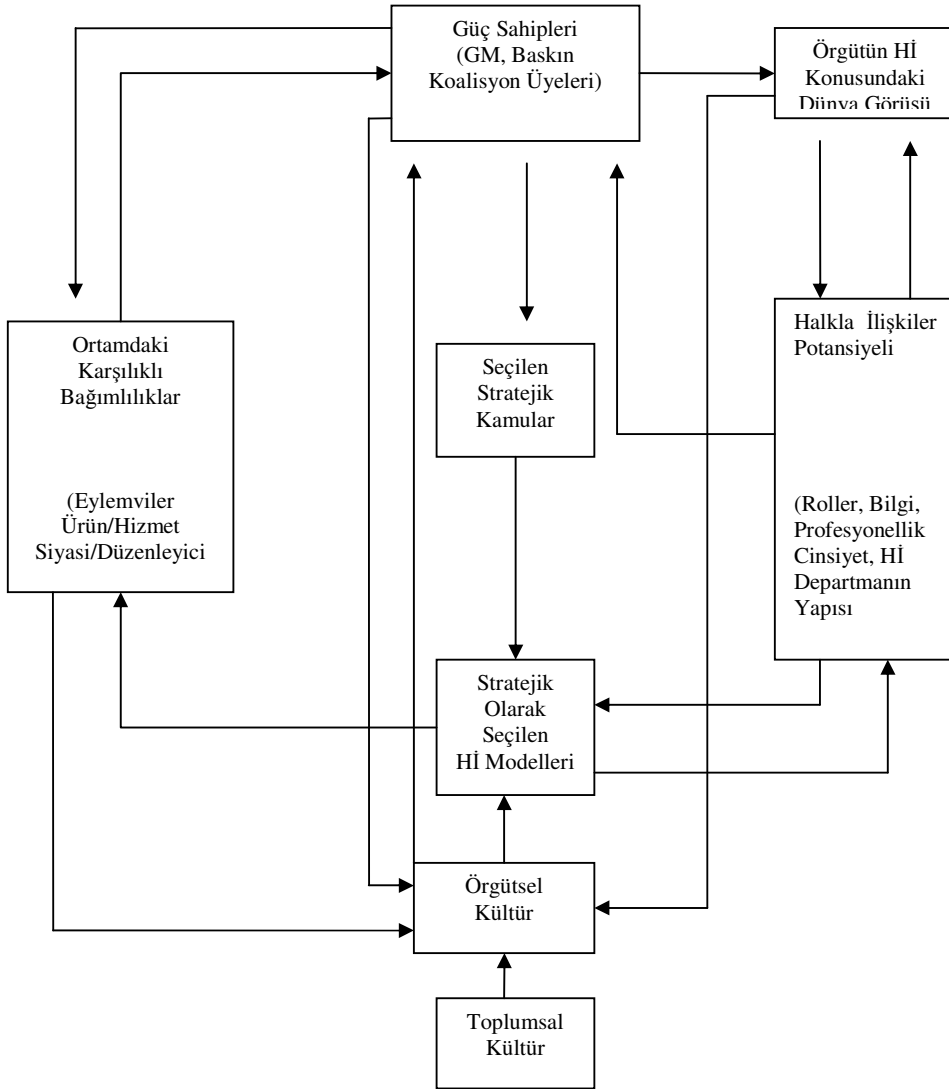 Güç Sahipleri
(GM, Baskın
Koalisyon Üyeleri)
Örgütün Hİ
Konusundaki
Dünya Görüşü
Ortamdaki
Karşılıklı
Bağımlılıklar
(Eylemviler
Ürün/Hizmet
Siyasi/Düzenleyici
Seçilen
Stratejik
Kamular
Halkla İlişkiler
Potansiyeli
(Roller, Bilgi,
Profesyonellik
Cinsiyet, Hİ
Departmanın
Yapısı
Stratejik
Olarak
Seçilen
Hİ Modelleri
Örgütsel
Kültür
Toplumsal
Kültür